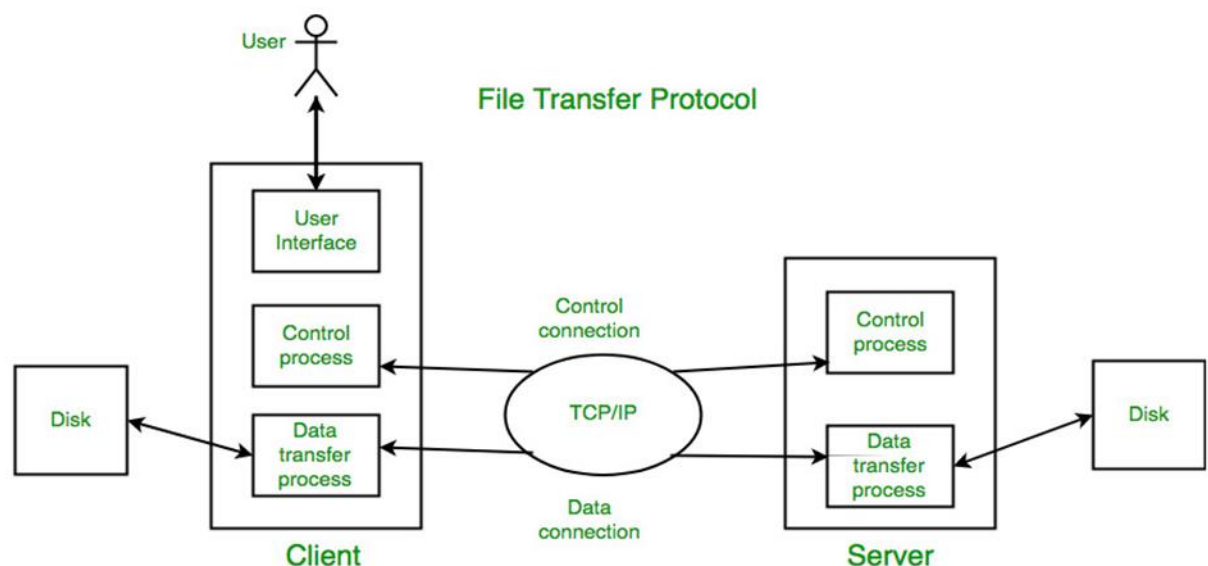 User
File Transfer Protocol
User
Interface
Control
process
Data
transfer
process
Client
Disk
Control
connection
TCP/IP
Data
connection
Control
process
Data
transfer
process
Server
Disk